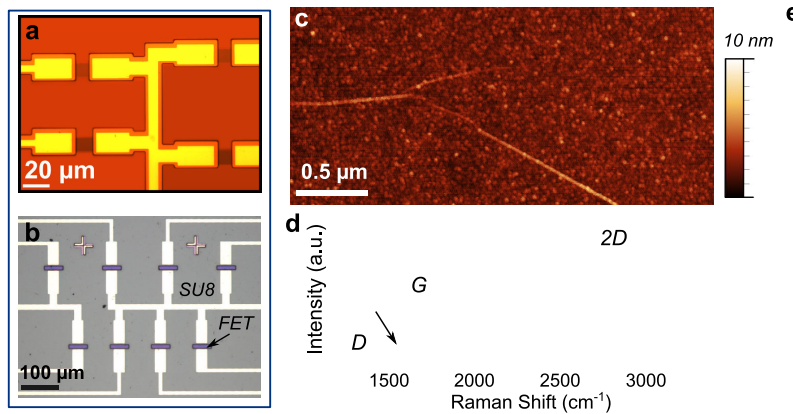 a
20 µm
b
SU8
FET
100 µm
c
0.5 µm
10 nm
e
d
Intensity (a.u.)
2D
G
D
1500 2000 2500 3000
Raman Shift (cm⁻¹)